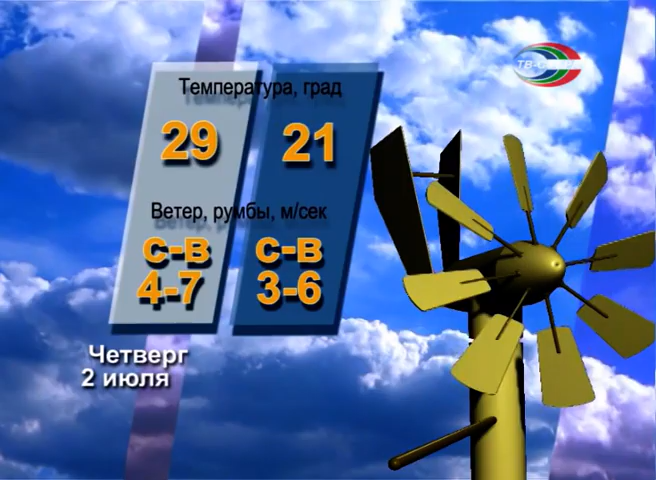 Температура, град
29 21
Ветер, румбы, м/сек
с-в с-в
4-7 3-6
Четверг
2 июля